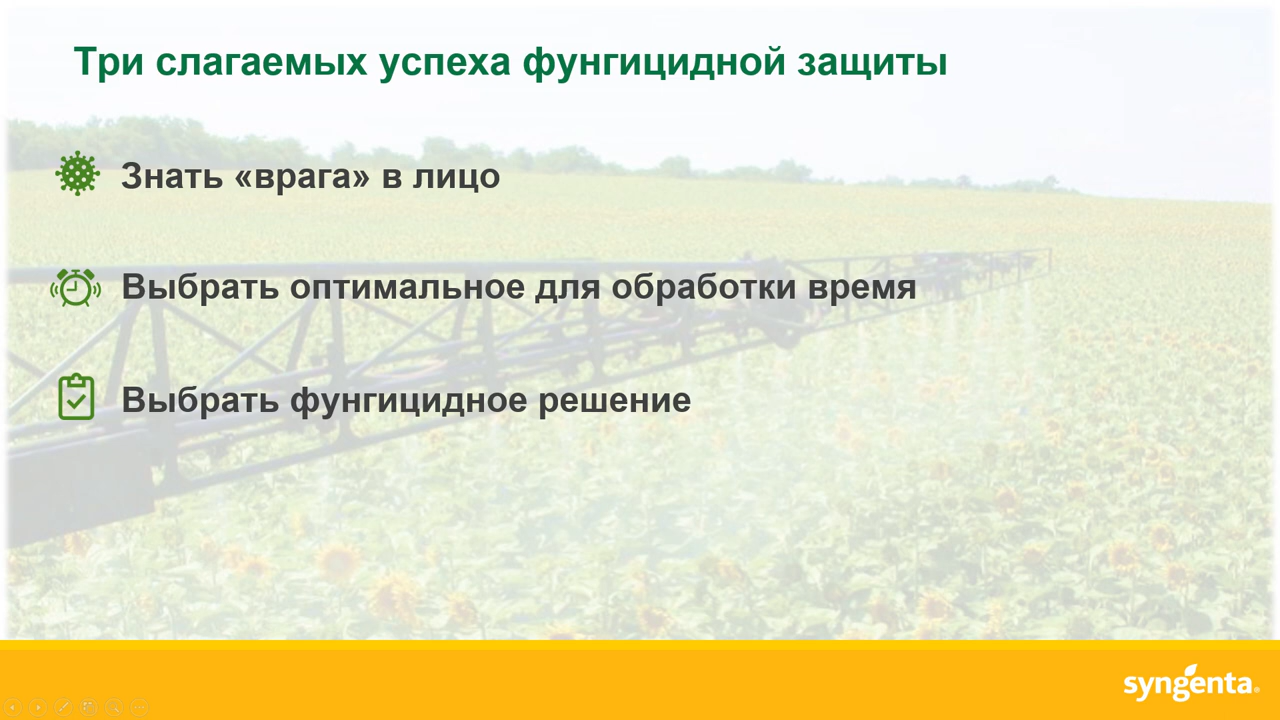 Три слагаемых успеха фунгицидной защиты
Знать «врага» в лицо
Выбрать оптимальное для обработки время
Выбрать фунгицидное решение
syngenta®